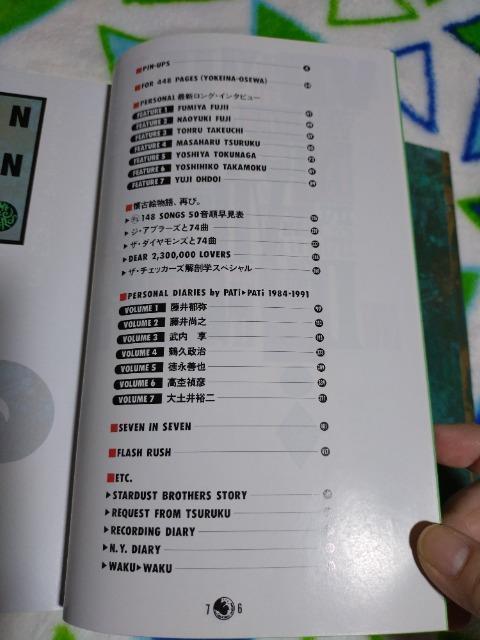 N
N
■PIN-UPS
■FOR 448 PAGES (YOKEINA-OSEWA)
■PERSONAL 最新ロング・インタビュー
FEATURE 1 FUMIYA FUJII
FEATURE 2 NAOYUKI FUJII
FEATURE 3 TOHRU TAKEUCHI
FEATURE 4 MASAHARU TSURUKU
FEATURE 5 YOSHIYA TOKUNAGA
FEATURE 6 YOSHIHIKO TAKAMOKU
FEATURE 7 YUJI OHDOI
■懐古絵物語、再び。
▶148 SONGS 50音順早見表
▶ジ・アプラーズと74曲
▶ザ・ダイヤモンズと74曲
▶DEAR 2,300,000 LOVERS
▶ザ・チェッカーズ解剖学スペシャル
■PERSONAL DIARIES by PATi▶PATi 1984-1991
VOLUME 1 藤井郁弥
VOLUME 2 藤井尚之
VOLUME 3 武内 享
VOLUME 4 鶴久政治
VOLUME 5 徳永善也
VOLUME 6 高杢禎彦
VOLUME 7 大土井裕二
■SEVEN IN SEVEN
■FLASH RUSH
■ETC.
▶STARDUST BROTHERS STORY
▶REQUEST FROM TSURUKU
▶RECORDING DIARY
▶N.Y. DIARY
▶WAKU▶WAKU
7 6